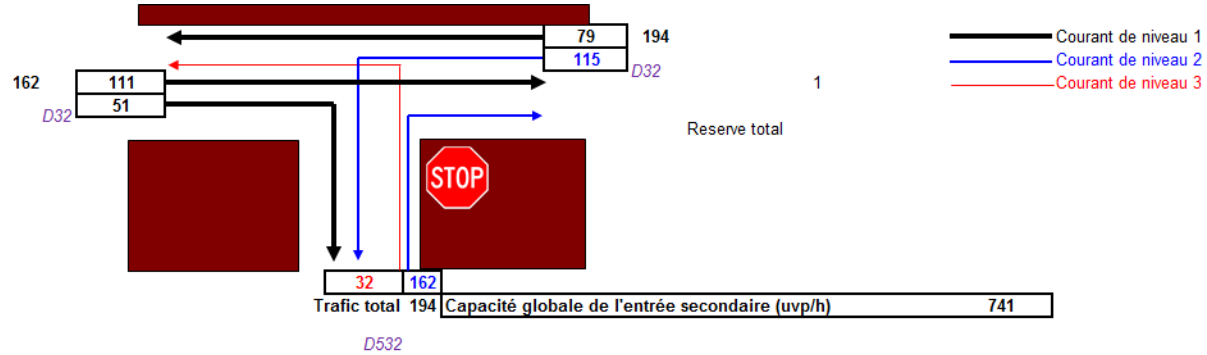 79 194
115
D32
162 111
51
D32
Courant de niveau 1
Courant de niveau 2
Courant de niveau 3
1
Reserve total
STOP
32 162
Trafic total 194 Capacité globale de l'entrée secondaire (uvp/h) 741
D532